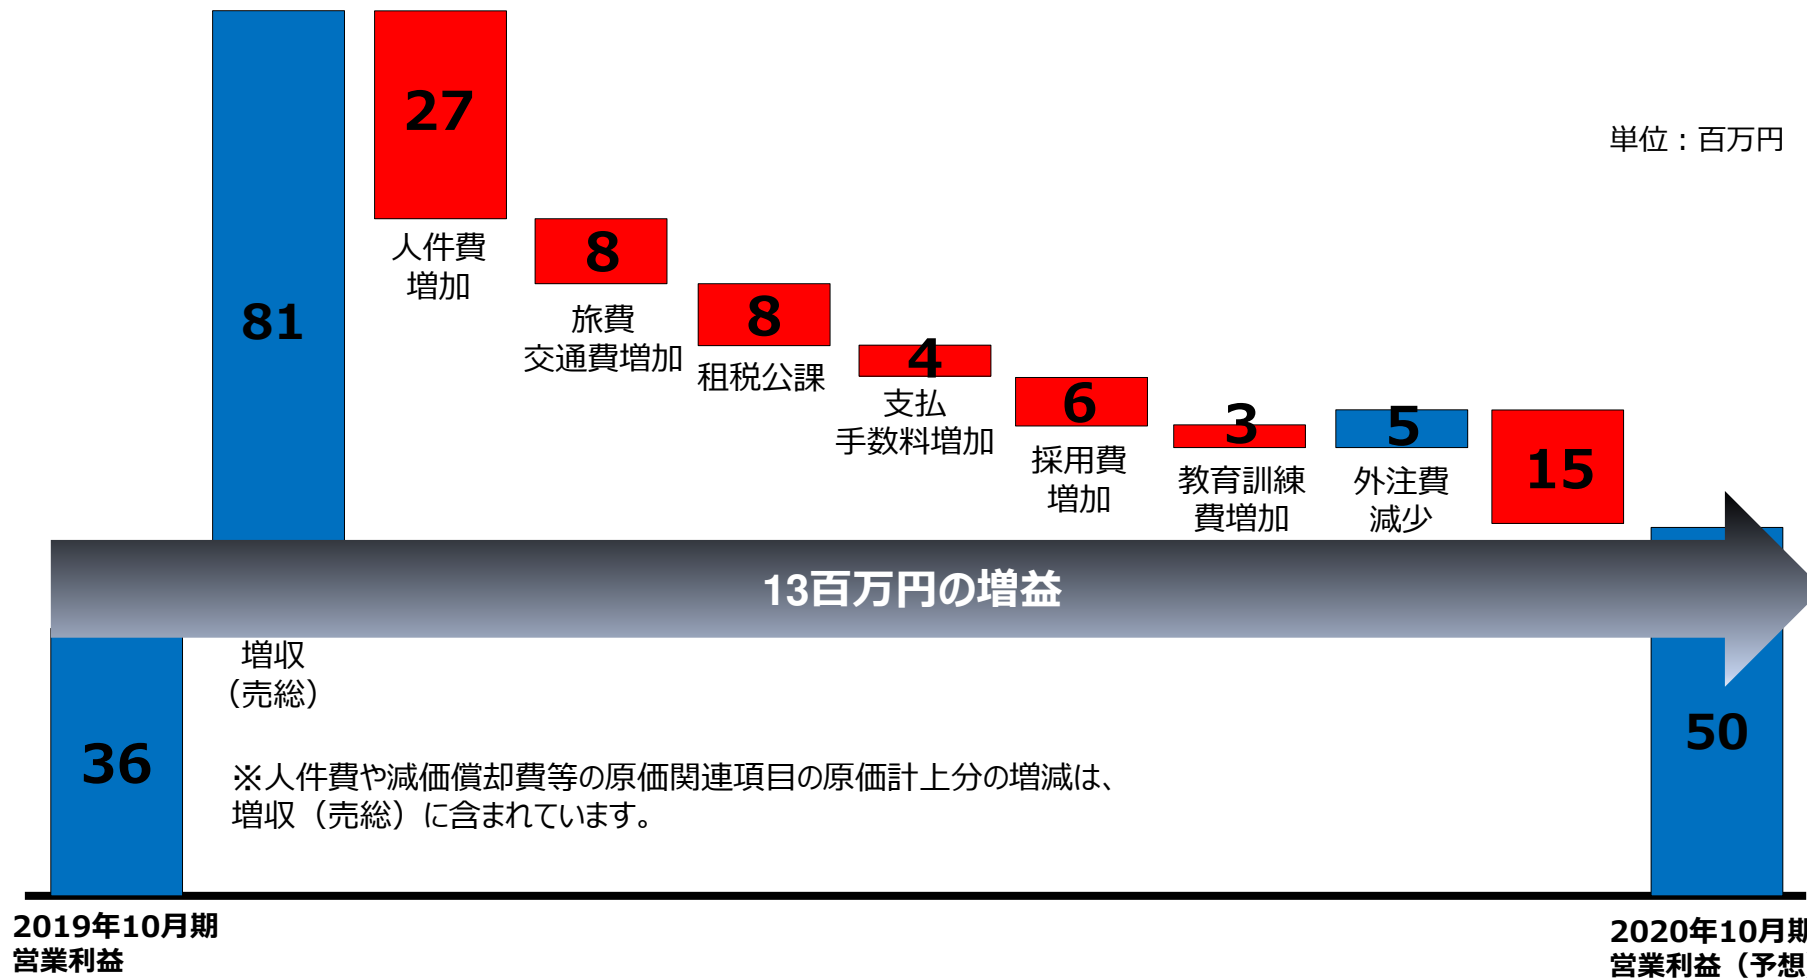 単位：百万円
81
27
人件費
増加
8
旅費
交通費増加
8
租税公課
4
支払
手数料増加
6
採用費
増加
3
教育訓練
費増加
5
外注費
減少
15
13百万円の増益
増収
（売総）
36
50
※人件費や減価償却費等の原価関連項目の原価計上分の増減は、
増収（売総）に含まれています。
2019年10月期
営業利益
2020年10月期
営業利益（予想